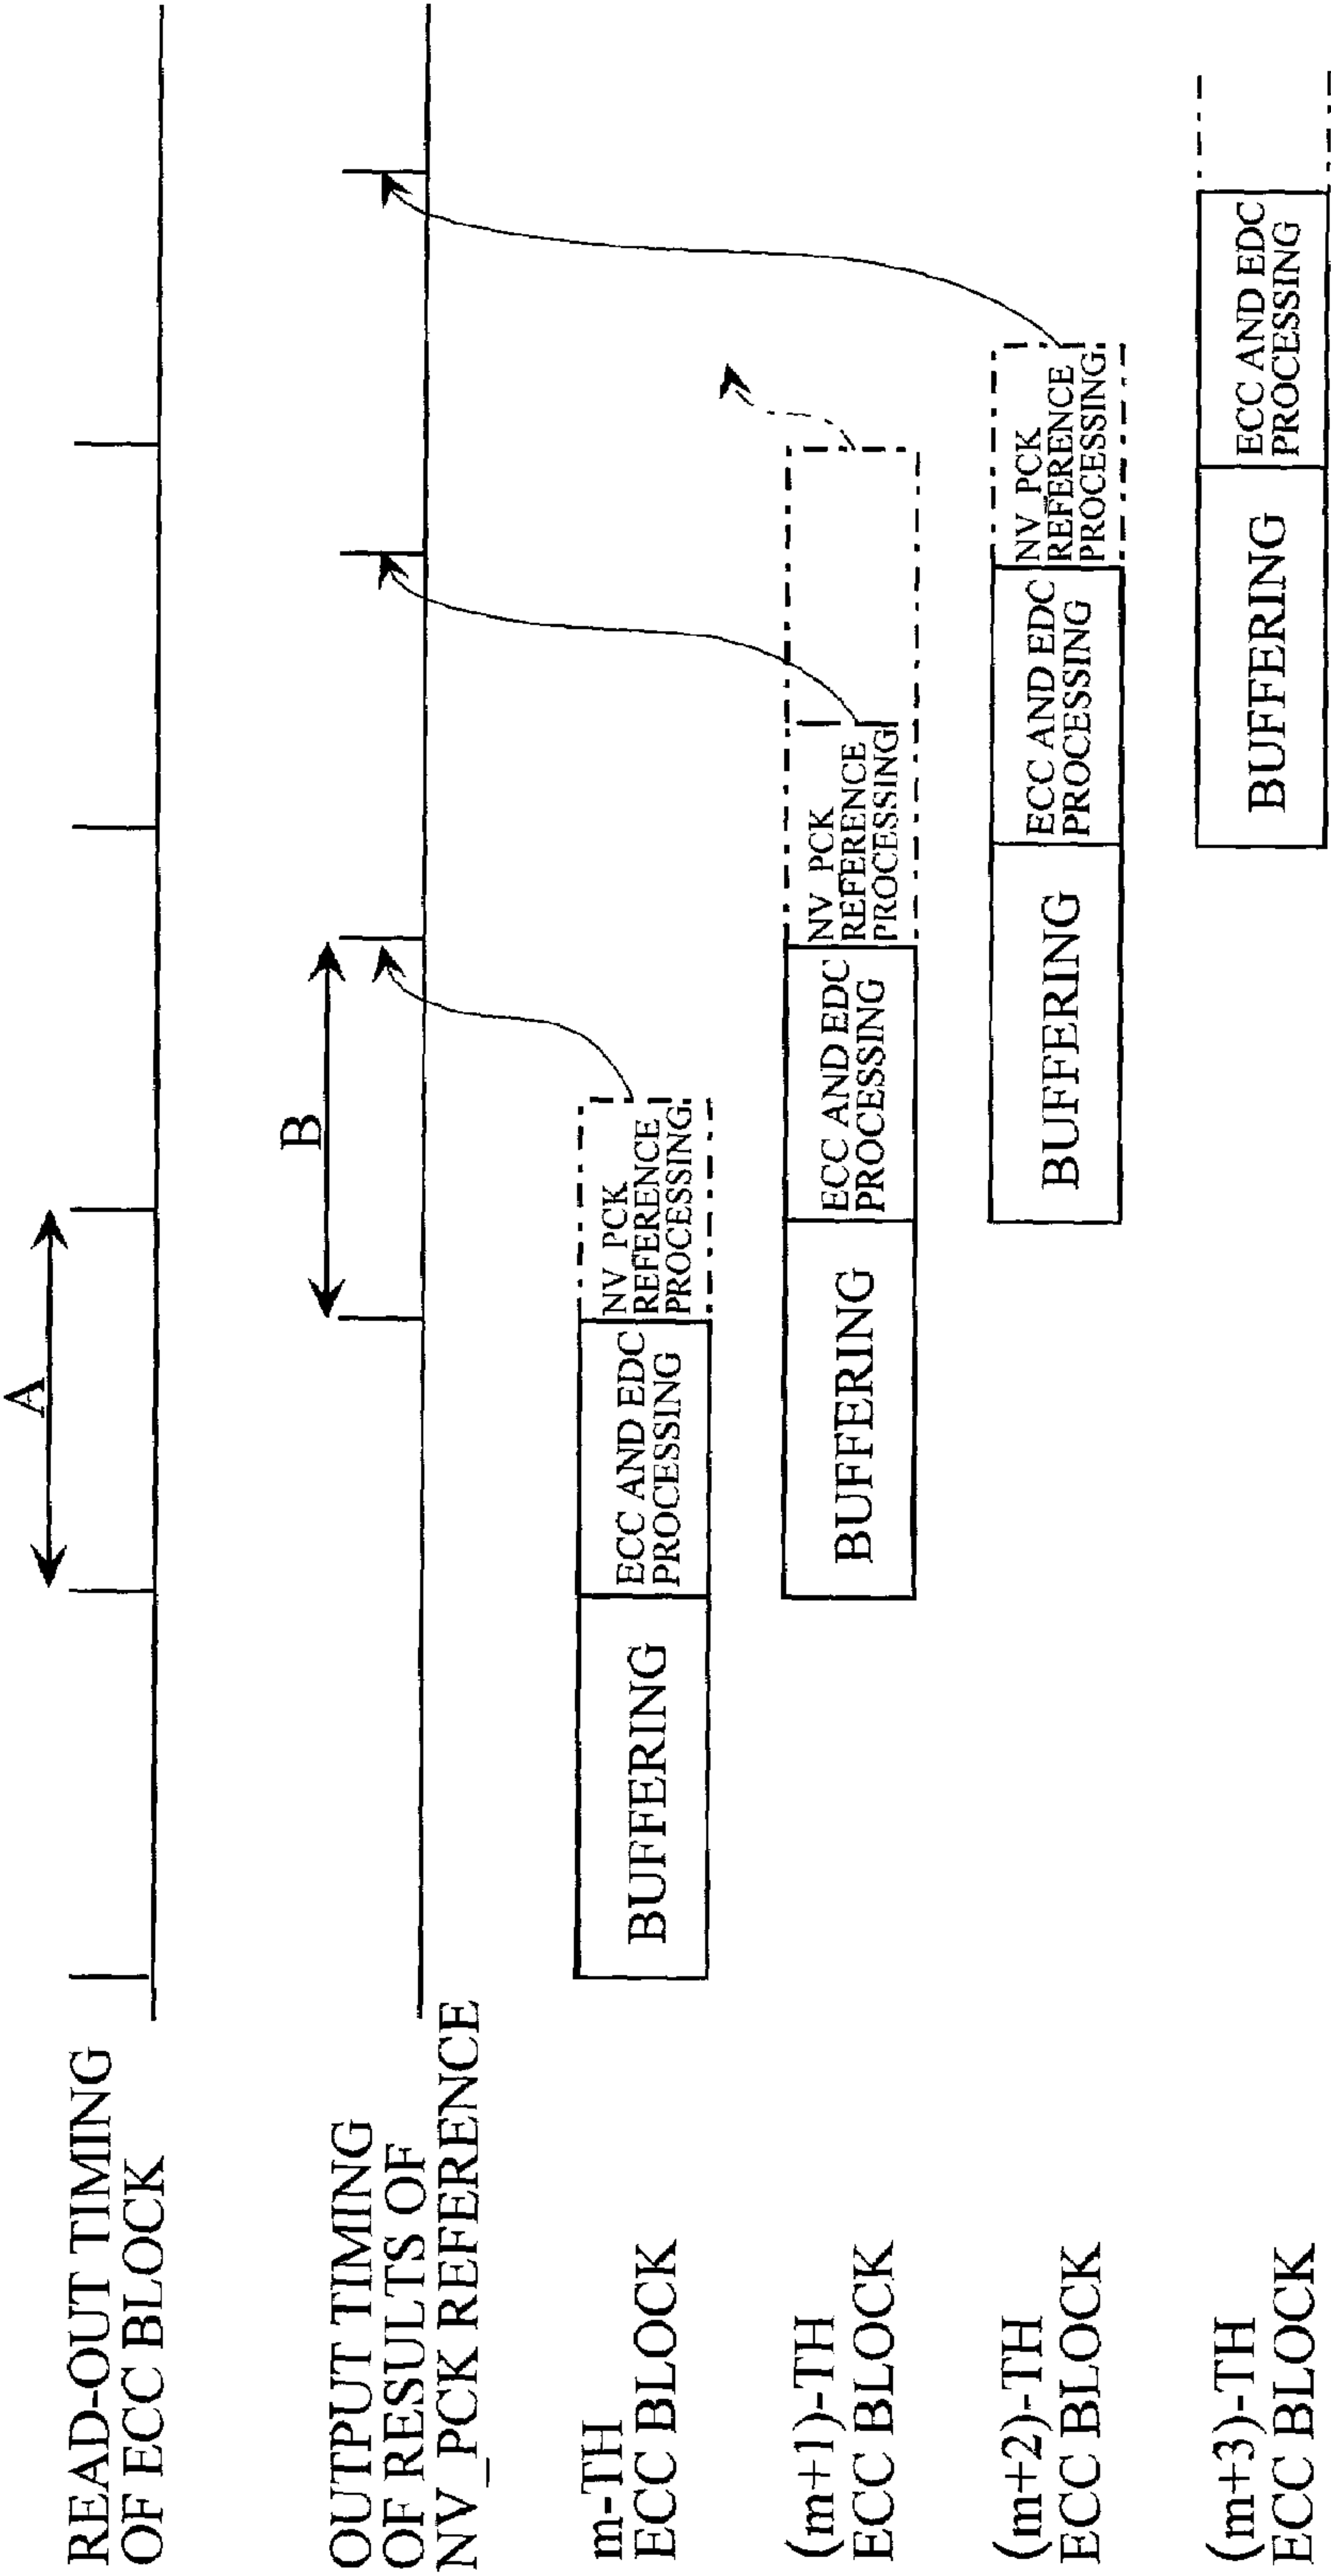 A
READ-OUT TIMING
OF ECC BLOCK
B
OUTPUT TIMING
OF RESULTS OF
NV_PCK REFERENCE
m-TH
ECC BLOCK
BUFFERING
ECC AND EDC
PROCESSING
NV_PCK
REFERENCE
PROCESSING
(m+1)-TH
ECC BLOCK
BUFFERING
ECC AND EDC
PROCESSING
NV_PCK
REFERENCE
PROCESSING
(m+2)-TH
ECC BLOCK
BUFFERING
ECC AND EDC
PROCESSING
NV_PCK
REFERENCE
PROCESSING
(m+3)-TH
ECC BLOCK
BUFFERING
ECC AND EDC
PROCESSING